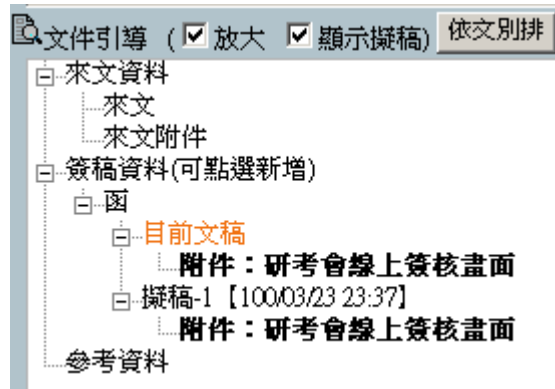 文件引導 (放大 顯示擬稿) 依文別排
來文資料
來文
來文附件
簽稿資料(可點選新增)
函
目前文稿
附件：研考會線上簽核畫面
擬稿-1【100/03/23 23:37】
附件：研考會線上簽核畫面
參考資料